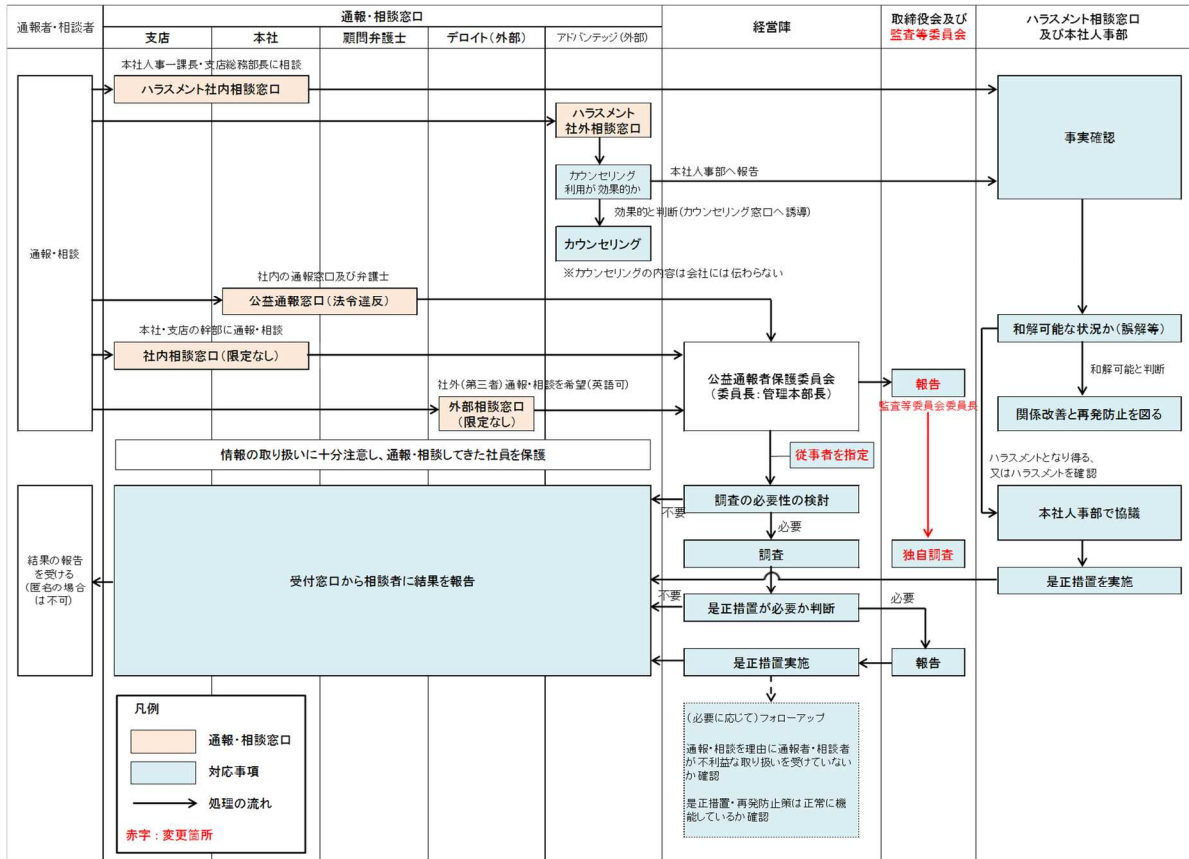 通報者・相談者
通報・相談窓口
支店
本社
顧問弁護士
デロイト(外部)
アドバンテッジ(外部)
経営陣
取締役会及び
監査等委員会
ハラスメント相談窓口
及び本社人事部
本社人事一課長・支店総務部長に相談
ハラスメント社内相談窓口
ハラスメント
社外相談窓口
事実確認
カウンセリング
利用が効果的か
本社人事部へ報告
効果的と判断(カウンセリング窓口へ誘導)
カウンセリング
※カウンセリングの内容は会社には伝わらない
通報・相談
社内の通報窓口及び弁護士
公益通報窓口(法令違反)
本社・支店の幹部に通報・相談
社内相談窓口(限定なし)
社外(第三者)通報・相談を希望(英語可)
外部相談窓口
(限定なし)
公益通報者保護委員会
(委員長:管理本部長)
報告
監査等委員会委員長
和解可能な状況か(誤解等)
和解可能と判断
関係改善と再発防止を図る
情報の取り扱いに十分注意し、通報・相談してきた社員を保護
従事者を指定
ハラスメントとなり得る、
又はハラスメントを確認
調査の必要性の検討
不要
必要
本社人事部で協議
調査
独自調査
結果の報告
を受ける
(匿名の場合
は不可)
受付窓口から相談者に結果を報告
是正措置を実施
不要
是正措置が必要か判断
必要
是正措置実施
報告
凡例
通報・相談窓口
対応事項
処理の流れ
赤字:変更箇所
(必要に応じて)フォローアップ
通報・相談を理由に通報者・相談者
が不利益な取り扱いを受けていない
か確認
是正措置・再発防止策は正常に機
能しているか確認